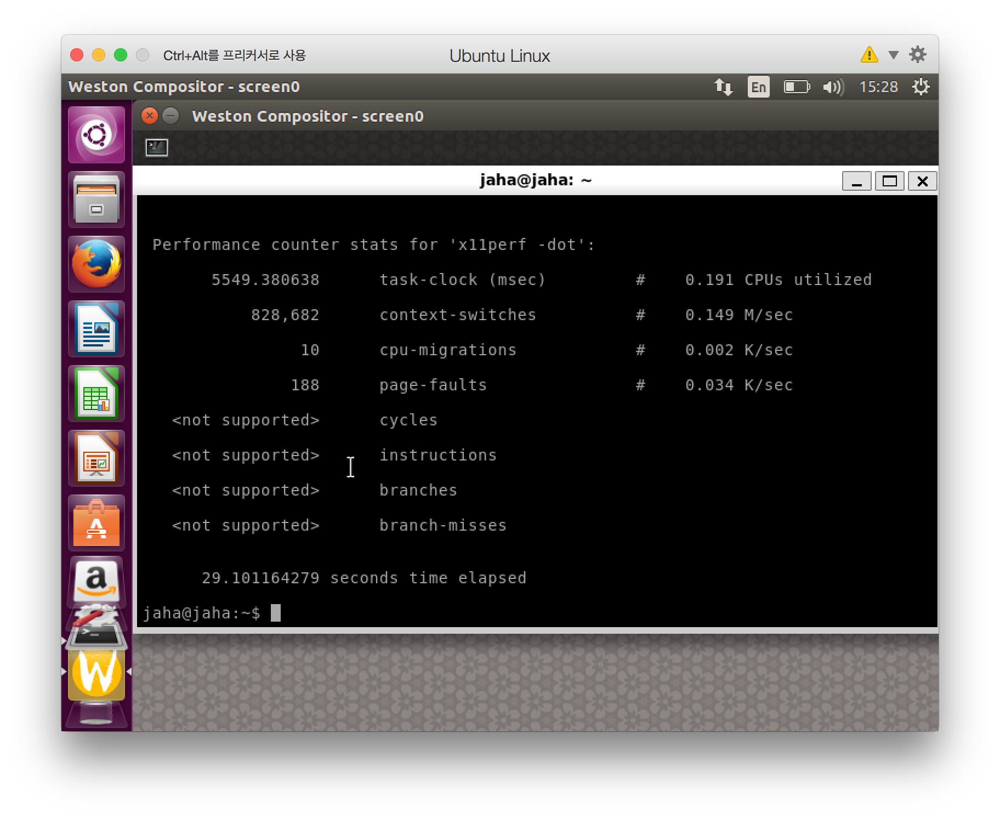 Ctrl+Alt를 프리커서로 사용 Ubuntu Linux
Weston Compositor - screen0 En 15:28
Weston Compositor - screen0
jaha@jaha: ~
Performance counter stats for 'x11perf -dot':
5549.380638 task-clock (msec) # 0.191 CPUs utilized
828,682 context-switches # 0.149 M/sec
10 cpu-migrations # 0.002 K/sec
188 page-faults # 0.034 K/sec
<not supported> cycles
<not supported> instructions
<not supported> branches
<not supported> branch-misses
29.101164279 seconds time elapsed
jaha@jaha:~$